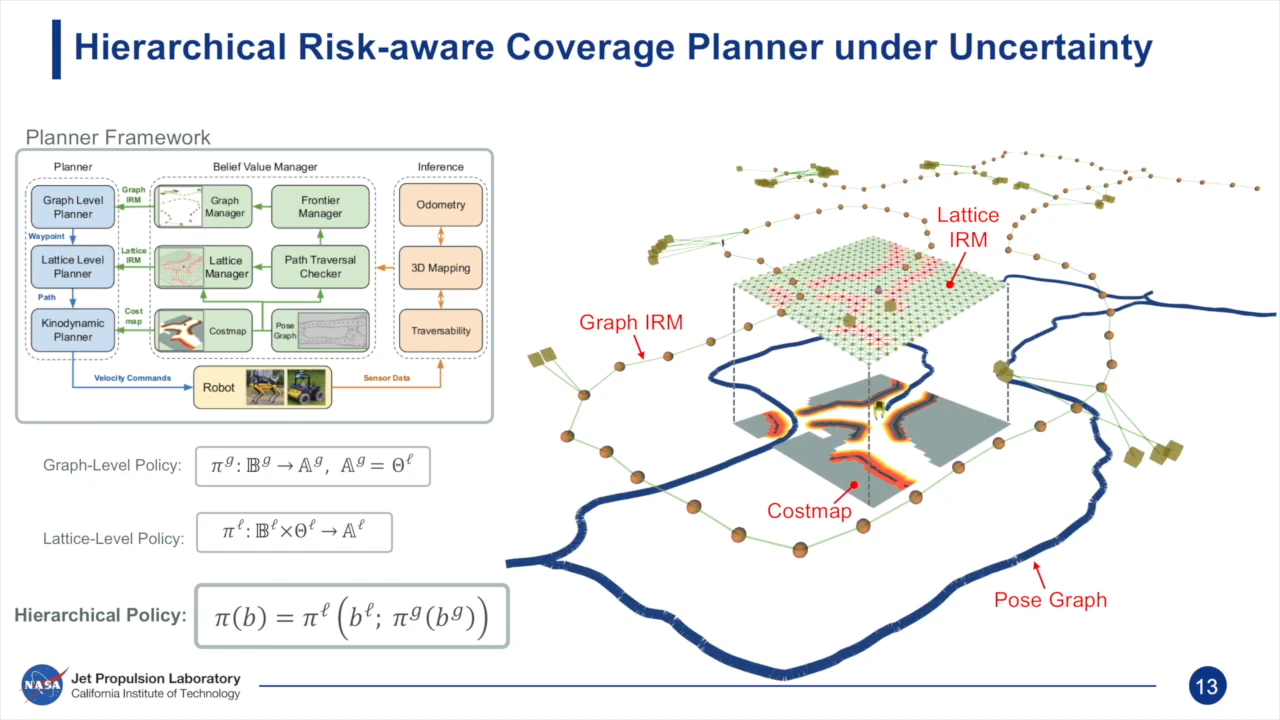 Hierarchical Risk-aware Coverage Planner under Uncertainty
Planner Framework
Planner
Belief Value Manager
Inference
Graph Level
Planner
Graph
IRM
Graph
Manager
Frontier
Manager
Odometry
Waypoint
Lattice Level
Planner
Lattice
IRM
Lattice
Manager
Path Traversal
Checker
3D Mapping
Path
Kinodynamic
Planner
Cost
map
Costmap
Pose
Graph
Traversability
Velocity Commands
Robot
Sensor Data
Graph-Level Policy:
π^g : 𝔹^g → 𝔸^g, 𝔸^g = Θ^ℓ
Lattice-Level Policy:
π^ℓ : 𝔹^ℓ×Θ^ℓ → 𝔸^ℓ
Hierarchical Policy:
π(b) = π^ℓ (b^ℓ; π^g(b^g))
Lattice
IRM
Graph IRM
Costmap
Pose Graph
NASA
Jet Propulsion Laboratory
California Institute of Technology
13